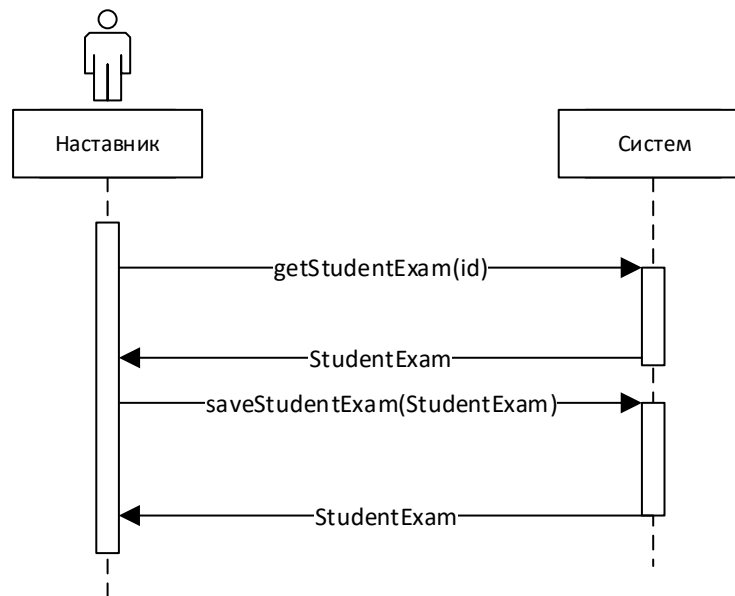 Наставник
Систем
getStudentExam(id)
StudentExam
saveStudentExam(StudentExam)
StudentExam